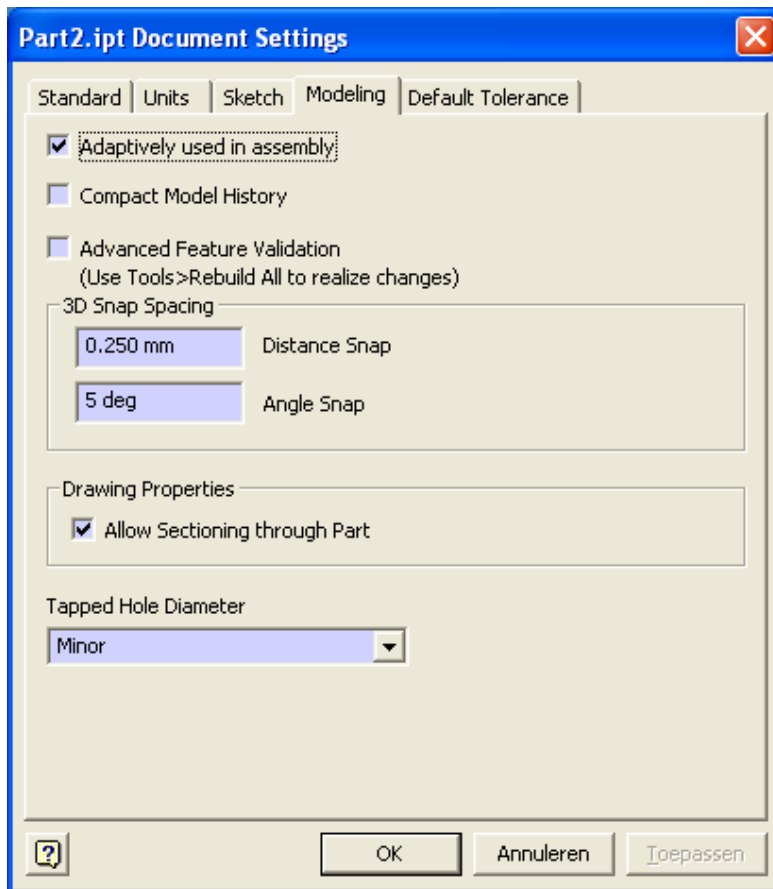 Part2.ipt Document Settings
Standard Units Sketch Modeling Default Tolerance
Adaptively used in assembly
Compact Model History
Advanced Feature Validation
(Use Tools>Rebuild All to realize changes)
3D Snap Spacing
0.250 mm Distance Snap
5 deg Angle Snap
Drawing Properties
Allow Sectioning through Part
Tapped Hole Diameter
Minor
? OK Annuleren Toepassen